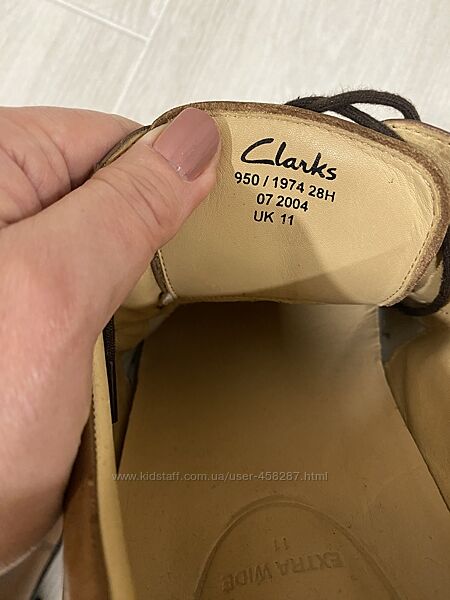 Clarks
950 / 1974 28H
07 2004
UK 11
www.kidstaff.com.ua/user-458287.html
EXTRA WIDE
11